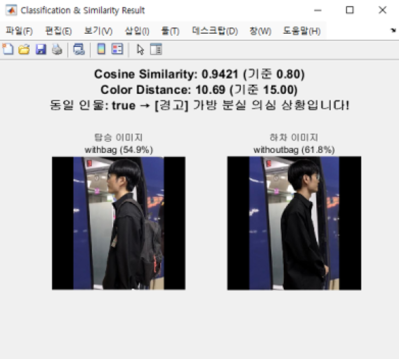 Classification & Similarity Result
파일(F) 편집(E) 보기(V) 삽입(I) 툴(T) 데스크탑(D) 창(W) 도움말(H)
Cosine Similarity: 0.9421 (기준 0.80)
Color Distance: 10.69 (기준 15.00)
동일 인물: true → [경고] 가방 분실 의심 상황입니다!
탑승 이미지
withbag (54.9%)
하차 이미지
withoutbag (61.8%)